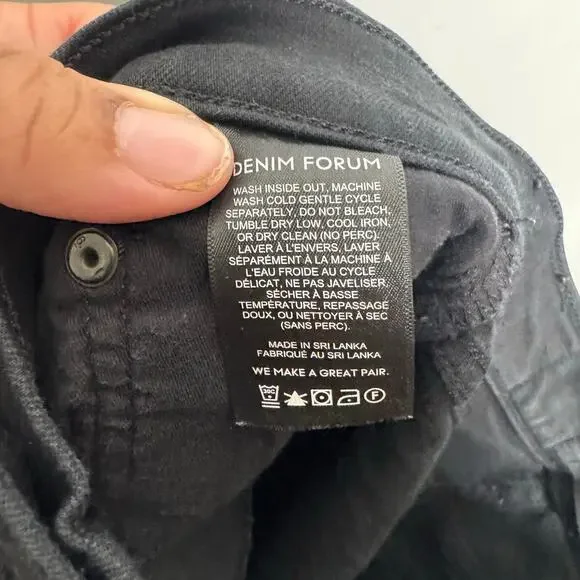 DENIM FORUM
WASH INSIDE OUT, MACHINE
WASH COLD GENTLE CYCLE
SEPARATELY, DO NOT BLEACH,
TUMBLE DRY LOW, COOL IRON,
OR DRY CLEAN (NO PERC).
LAVER À L'ENVERS, LAVER
SÉPARÉMENT À LA MACHINE À
L'EAU FROIDE AU CYCLE
DÉLICAT, NE PAS JAVELISER,
SÉCHER À BASSE
TEMPÉRATURE, REPASSAGE
DOUX, OU NETTOYER À SEC
(SANS PERC).
MADE IN SRI LANKA
FABRIQUÉ AU SRI LANKA
WE MAKE A GREAT PAIR.
30C F